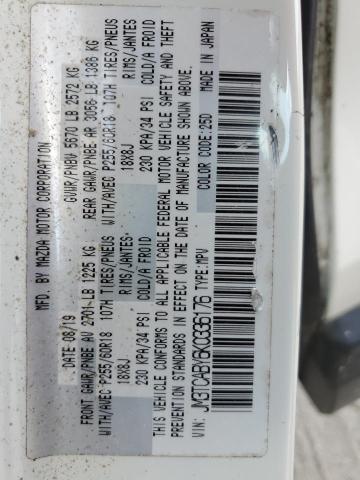 MFD. BY MAZDA MOTOR CORPORATION
DATE 08/19 GVWR/PNBV 5670 LB 2572 KG
FRONT GAWR/PNBE AV 2701 LB 1225 KG REAR GAWR/PNBE AR 3056 LB 1386 KG
WITH/AVEC P255/60R18 107H TIRES/PNEUS WITH/AVEC P255/60R18 107H TIRES/PNEUS
18X8J RIMS/JANTES 18X8J RIMS/JANTES
230 KPA/34 PSI COLD/A FROID 230 KPA/34 PSI COLD/A FROID
THIS VEHICLE CONFORMS TO ALL APPLICABLE FEDERAL MOTOR VEHICLE SAFETY AND THEFT
PREVENTION STANDARDS IN EFFECT ON THE DATE OF MANUFACTURE SHOWN ABOVE.
VIN: JM3TCABY6K0336176 TYPE: MPV COLOR CODE: 25D MADE IN JAPAN